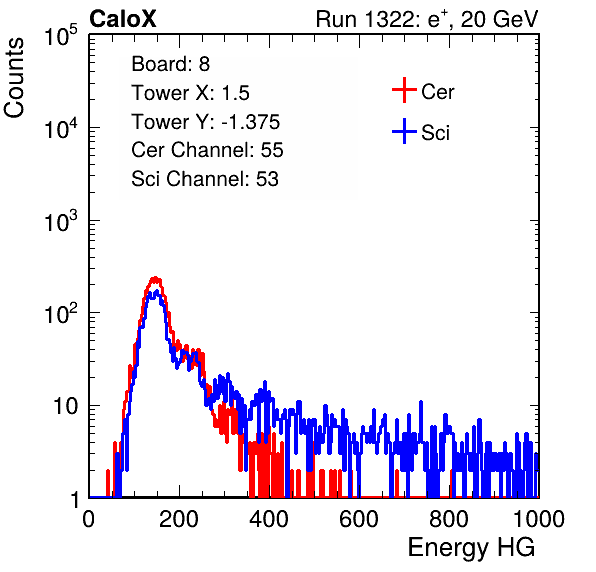 CaloX Run 1322: e⁺, 20 GeV
Counts
Board: 8
Tower X: 1.5
Tower Y: -1.375
Cer Channel: 55
Sci Channel: 53
Cer
Sci
10⁵
10⁴
10³
10²
10
1
0 200 400 600 800 1000
Energy HG